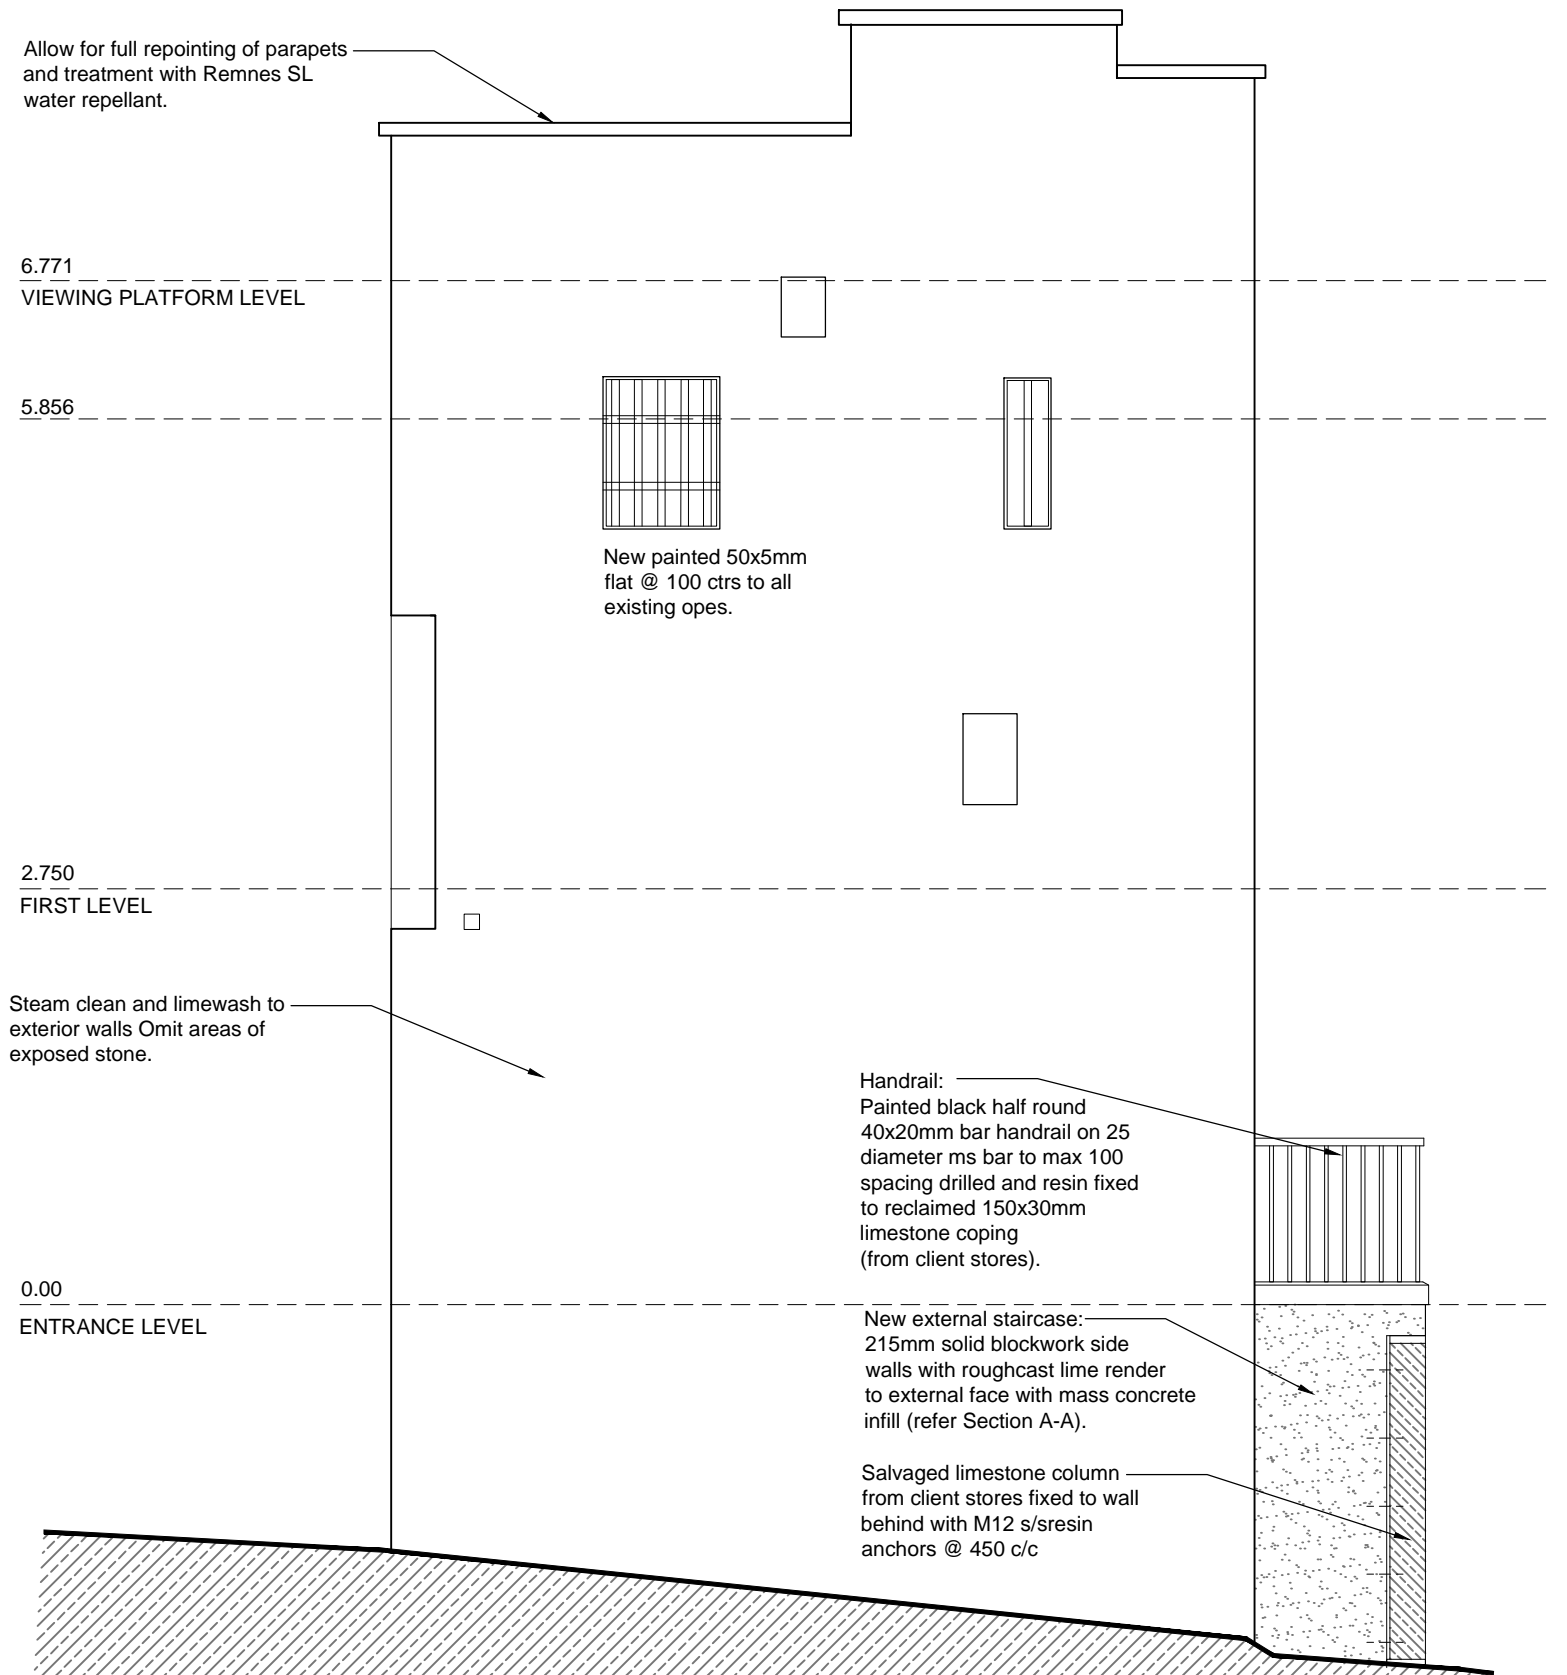 Allow for full repointing of parapets
and treatment with Remnes SL
water repellant.
6.771
VIEWING PLATFORM LEVEL
5.856
New painted 50x5mm
flat @ 100 ctrs to all
existing opes.
2.750
FIRST LEVEL
Steam clean and limewash to
exterior walls Omit areas of
exposed stone.
Handrail:
Painted black half round
40x20mm bar handrail on 25
diameter ms bar to max 100
spacing drilled and resin fixed
to reclaimed 150x30mm
limestone coping
(from client stores).
0.00
ENTRANCE LEVEL
New external staircase:
215mm solid blockwork side
walls with roughcast lime render
to external face with mass concrete
infill (refer Section A-A).
Salvaged limestone column
from client stores fixed to wall
behind with M12 s/sresin
anchors @ 450 c/c